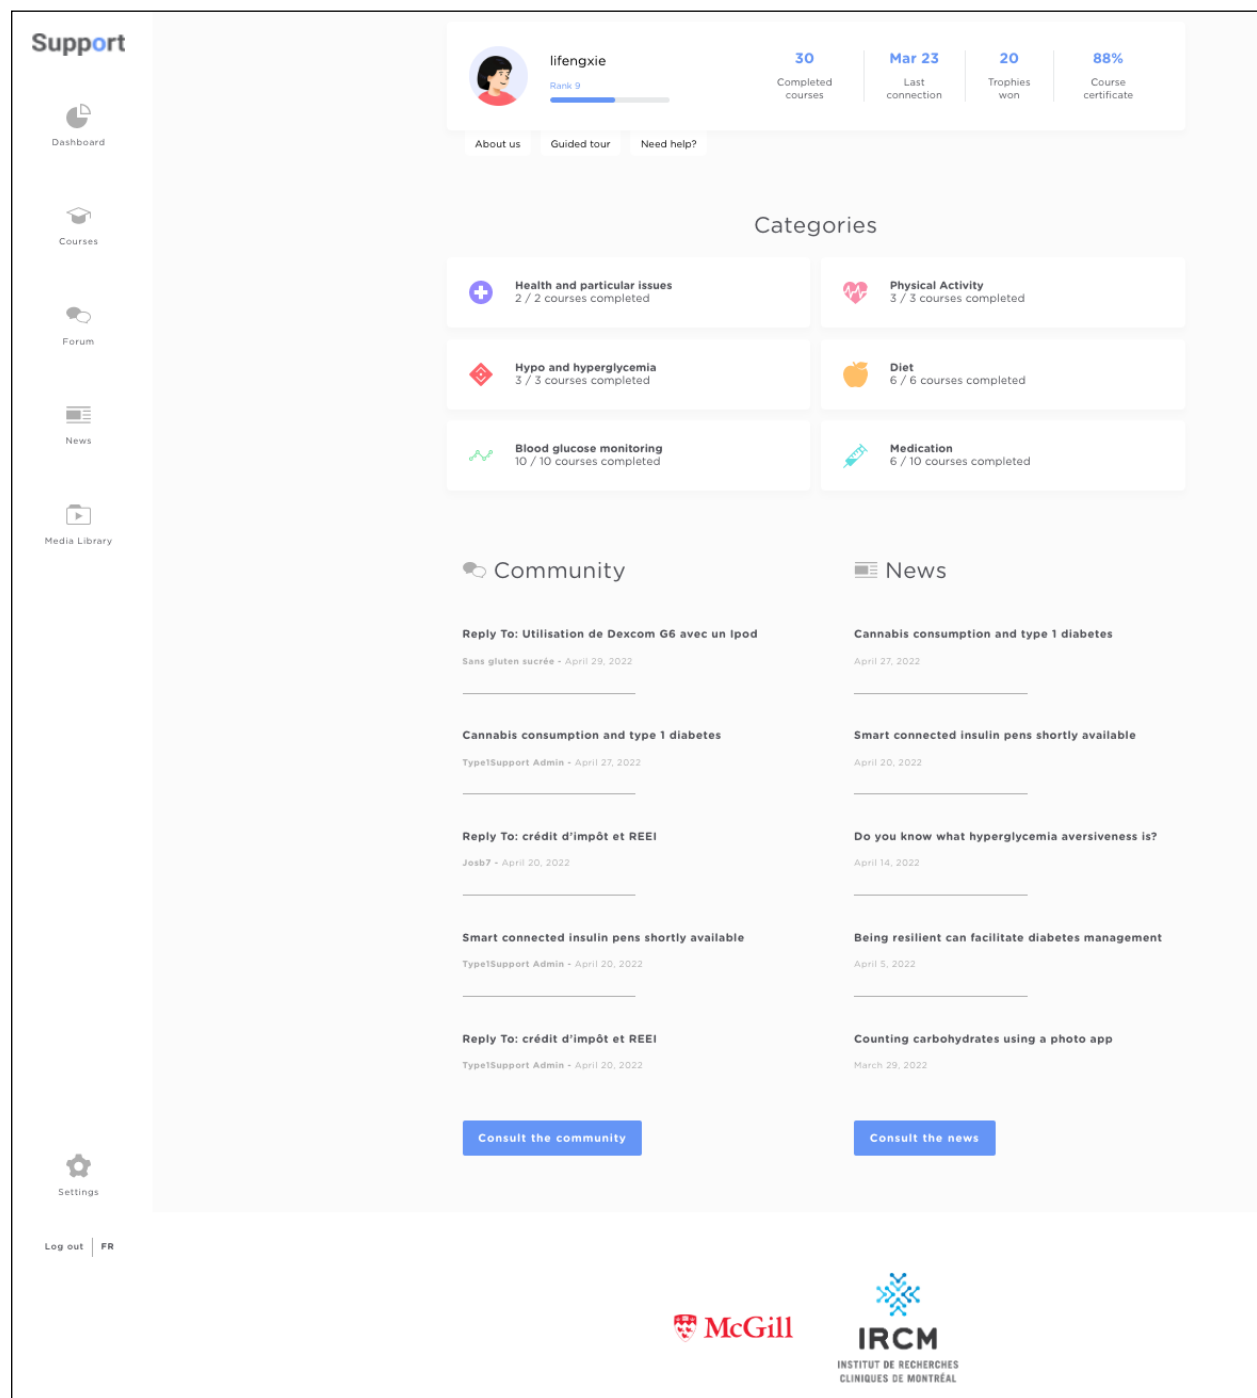 Support
Dashboard
Courses
Forum
News
Media Library
Settings
Log out | FR
lifengxie
Rank 9
30
Completed
courses
Mar 23
Last
connection
20
Trophies
won
88%
Course
certificate
About us
Guided tour
Need help?
Categories
Health and particular issues
2 / 2 courses completed
Physical Activity
3 / 3 courses completed
Hypo and hyperglycemia
3 / 3 courses completed
Diet
6 / 6 courses completed
Blood glucose monitoring
10 / 10 courses completed
Medication
6 / 10 courses completed
Community
Reply To: Utilisation de Dexcom G6 avec un Ipod
Sans gluten sucrée - April 29, 2022
Cannabis consumption and type 1 diabetes
Type1Support Admin - April 27, 2022
Reply To: crédit d'impôt et REEI
Josb7 - April 20, 2022
Smart connected insulin pens shortly available
Type1Support Admin - April 20, 2022
Reply To: crédit d'impôt et REEI
Type1Support Admin - April 20, 2022
Consult the community
News
Cannabis consumption and type 1 diabetes
April 27, 2022
Smart connected insulin pens shortly available
April 20, 2022
Do you know what hyperglycemia aversiveness is?
April 14, 2022
Being resilient can facilitate diabetes management
April 5, 2022
Counting carbohydrates using a photo app
March 29, 2022
Consult the news
McGill
IRCM
INSTITUT DE RECHERCHES
CLINIQUES DE MONTRÉAL